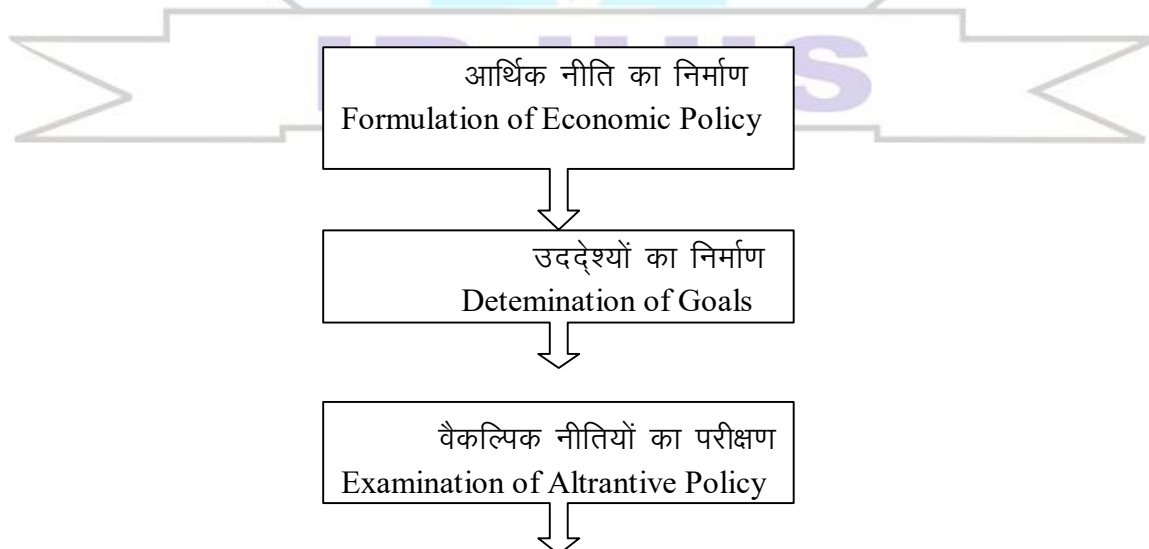 आर्थिक नीति का निर्माण
Formulation of Economic Policy
उददे्श्यों का निर्माण
Detemination of Goals
वैकल्पिक नीतियों का परीक्षण
Examination of Altrantive Policy